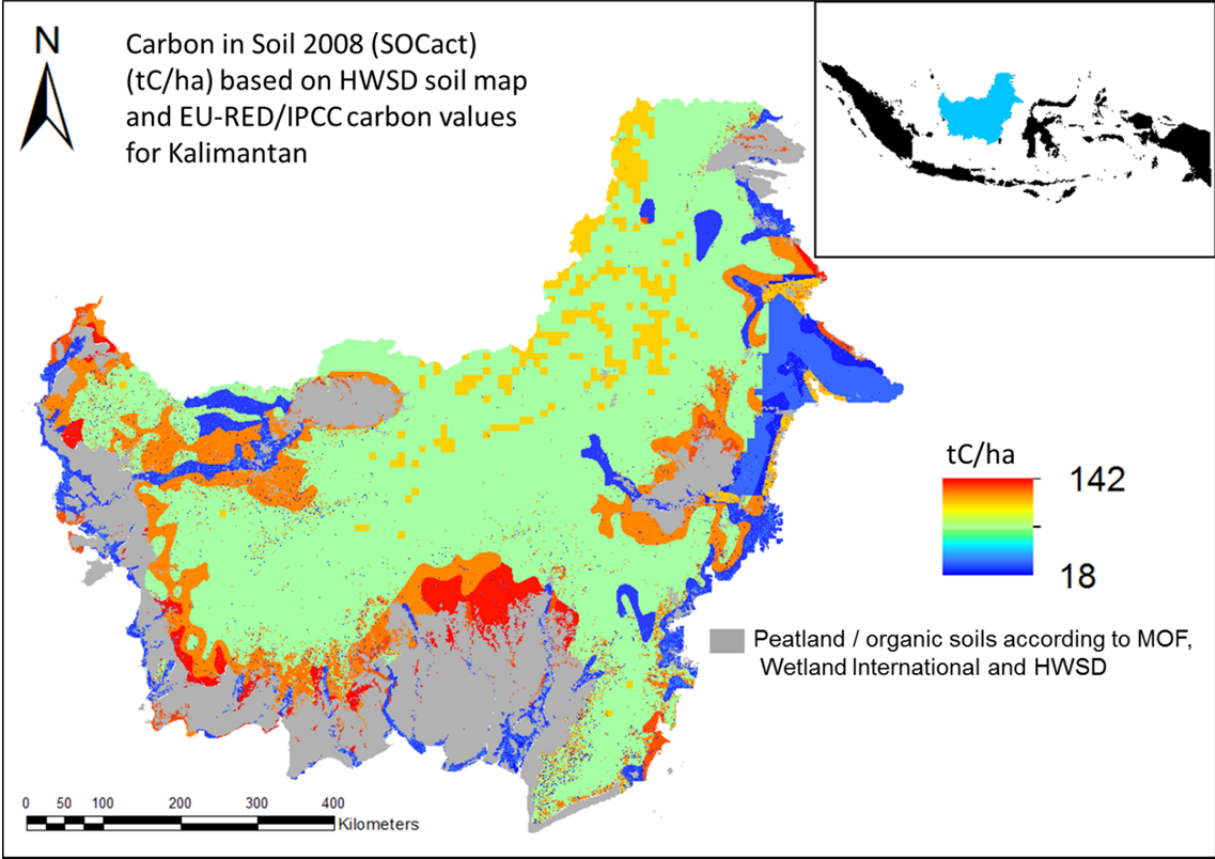 N
Carbon in Soil 2008 (SOCact)
(tC/ha) based on HWSD soil map
and EU-RED/IPCC carbon values
for Kalimantan
tC/ha
142
18
Peatland / organic soils according to MOF,
Wetland International and HWSD
0 50 100 200 300 400
Kilometers